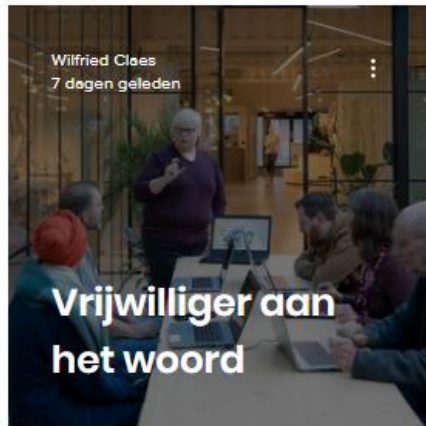 Wilfried Claes
7 dagen geleden
Vrijwilliger aan
het woord